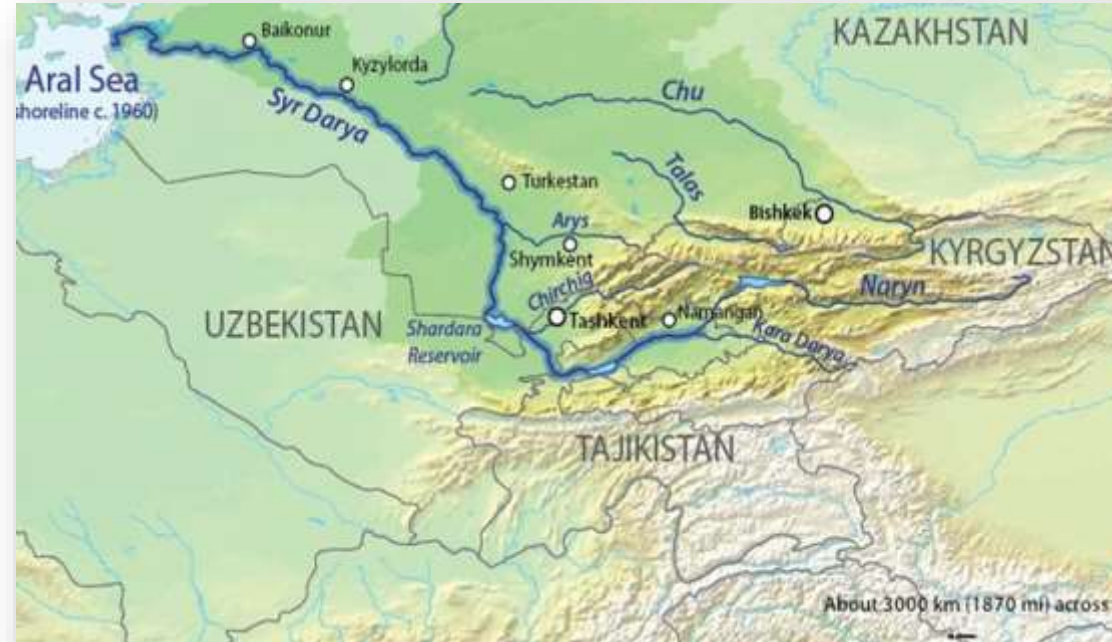 KAZAKHSTAN
Baikonur
Kyzylorda
Aral Sea
shoreline c. 1960)
Syr Darya
Chu
Talas
Turkestan
Bishkek
Arys
Shymkent
KYRGYZSTAN
Chirchig
Naryn
Namangan
Tashkent
UZBEKISTAN
Shardara
Reservoir
Kara Darya
TAJIKISTAN
About 3000 km (1870 mi) across